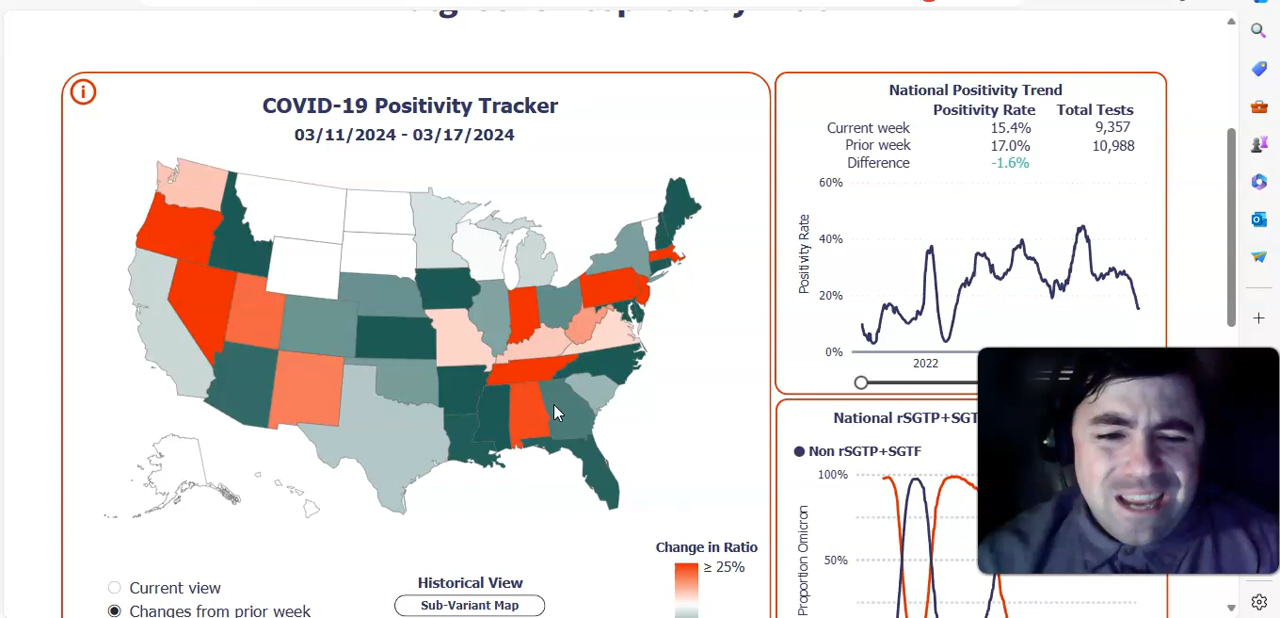 COVID-19 Positivity Tracker
03/11/2024 - 03/17/2024
Current view
Changes from prior week
Historical View
Sub-Variant Map
Change in Ratio
≥ 25%
National Positivity Trend
Positivity Rate Total Tests
Current week 15.4% 9,357
Prior week 17.0% 10,988
Difference -1.6%
60%
40%
20%
0%
Positivity Rate
2022
National rSGTP+SGT
Non rSGTP+SGTF
100%
50%
Proportion Omicron